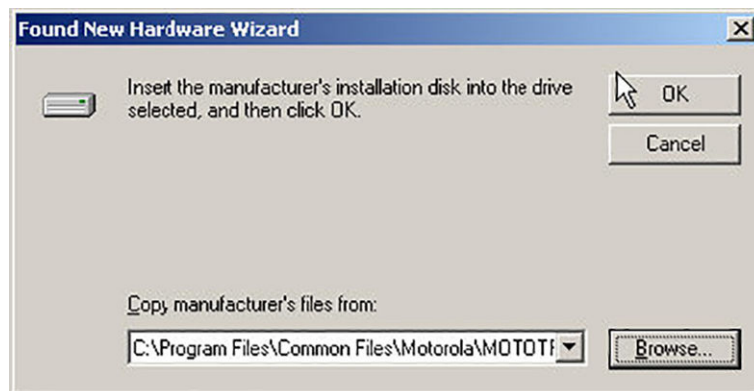 Found New Hardware Wizard
Insert the manufacturer's installation disk into the drive
selected, and then click OK.
OK
Cancel
Copy manufacturer's files from:
C:\Program Files\Common Files\Motorola\MOTOTF
Browse...